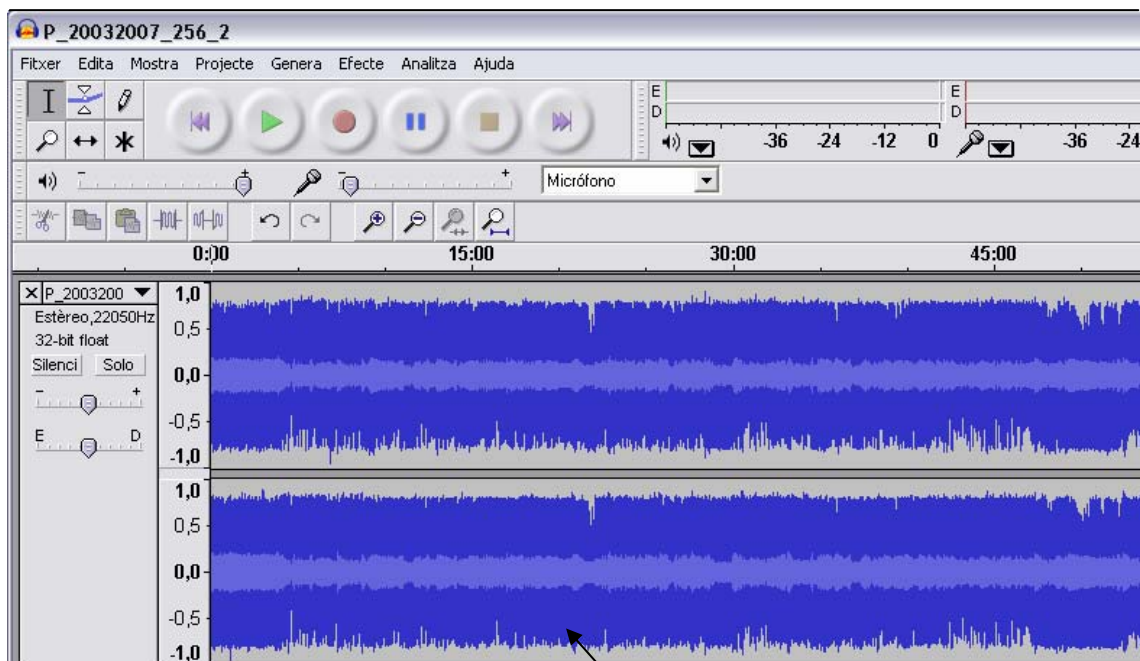 P_20032007_256_2
Fitxer Edita Mostra Projecte Genera Efecte Analitza Ajuda
E
D
-36 -24 -12 0
E
D
-36 -24
- + - +
Micrófono
0:00 15:00 30:00 45:00
X P_2003200
Estèreo,22050Hz
32-bit float
Silenci Solo
- +
E D
1,0
0,5
0,0
-0,5
-1,0
1,0
0,5
0,0
-0,5
-1,0